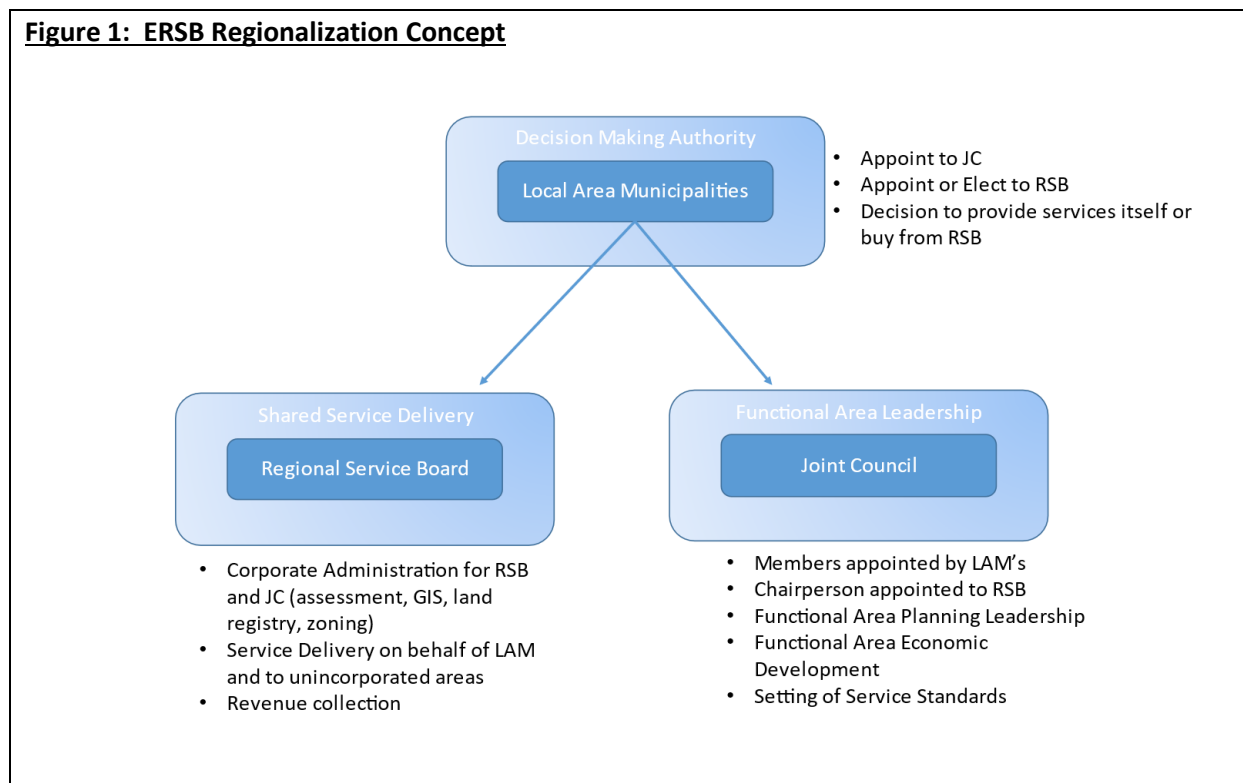 Figure 1:  ERSB Regionalization Concept
Decision Making Authority
Local Area Municipalities
• Appoint to JC
• Appoint or Elect to RSB
• Decision to provide services itself or
buy from RSB
Shared Service Delivery
Regional Service Board
• Corporate Administration for RSB
and JC (assessment, GIS, land
registry, zoning)
• Service Delivery on behalf of LAM
and to unincorporated areas
• Revenue collection
Functional Area Leadership
Joint Council
• Members appointed by LAM's
• Chairperson appointed to RSB
• Functional Area Planning Leadership
• Functional Area Economic
Development
• Setting of Service Standards